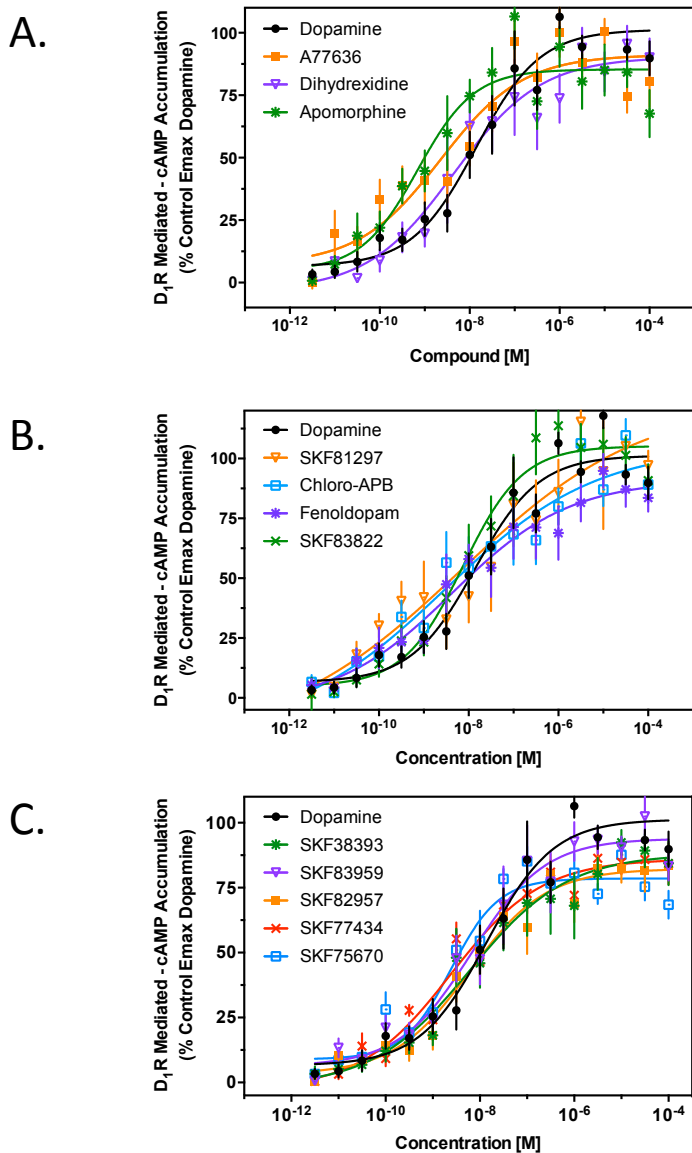 A.
D₁R Mediated - cAMP Accumulation
(% Control Emax Dopamine)
100
75
50
25
0
Dopamine
A77636
Dihydrexidine
Apomorphine
10⁻¹² 10⁻¹⁰ 10⁻⁸ 10⁻⁶ 10⁻⁴
Compound [M]
B.
D₁R Mediated - cAMP Accumulation
(% Control Emax Dopamine)
100
75
50
25
0
Dopamine
SKF81297
Chloro-APB
Fenoldopam
SKF83822
10⁻¹² 10⁻¹⁰ 10⁻⁸ 10⁻⁶ 10⁻⁴
Concentration [M]
C.
D₁R Mediated - cAMP Accumulation
(% Control Emax Dopamine)
100
75
50
25
0
Dopamine
SKF38393
SKF83959
SKF82957
SKF77434
SKF75670
10⁻¹² 10⁻¹⁰ 10⁻⁸ 10⁻⁶ 10⁻⁴
Concentration [M]